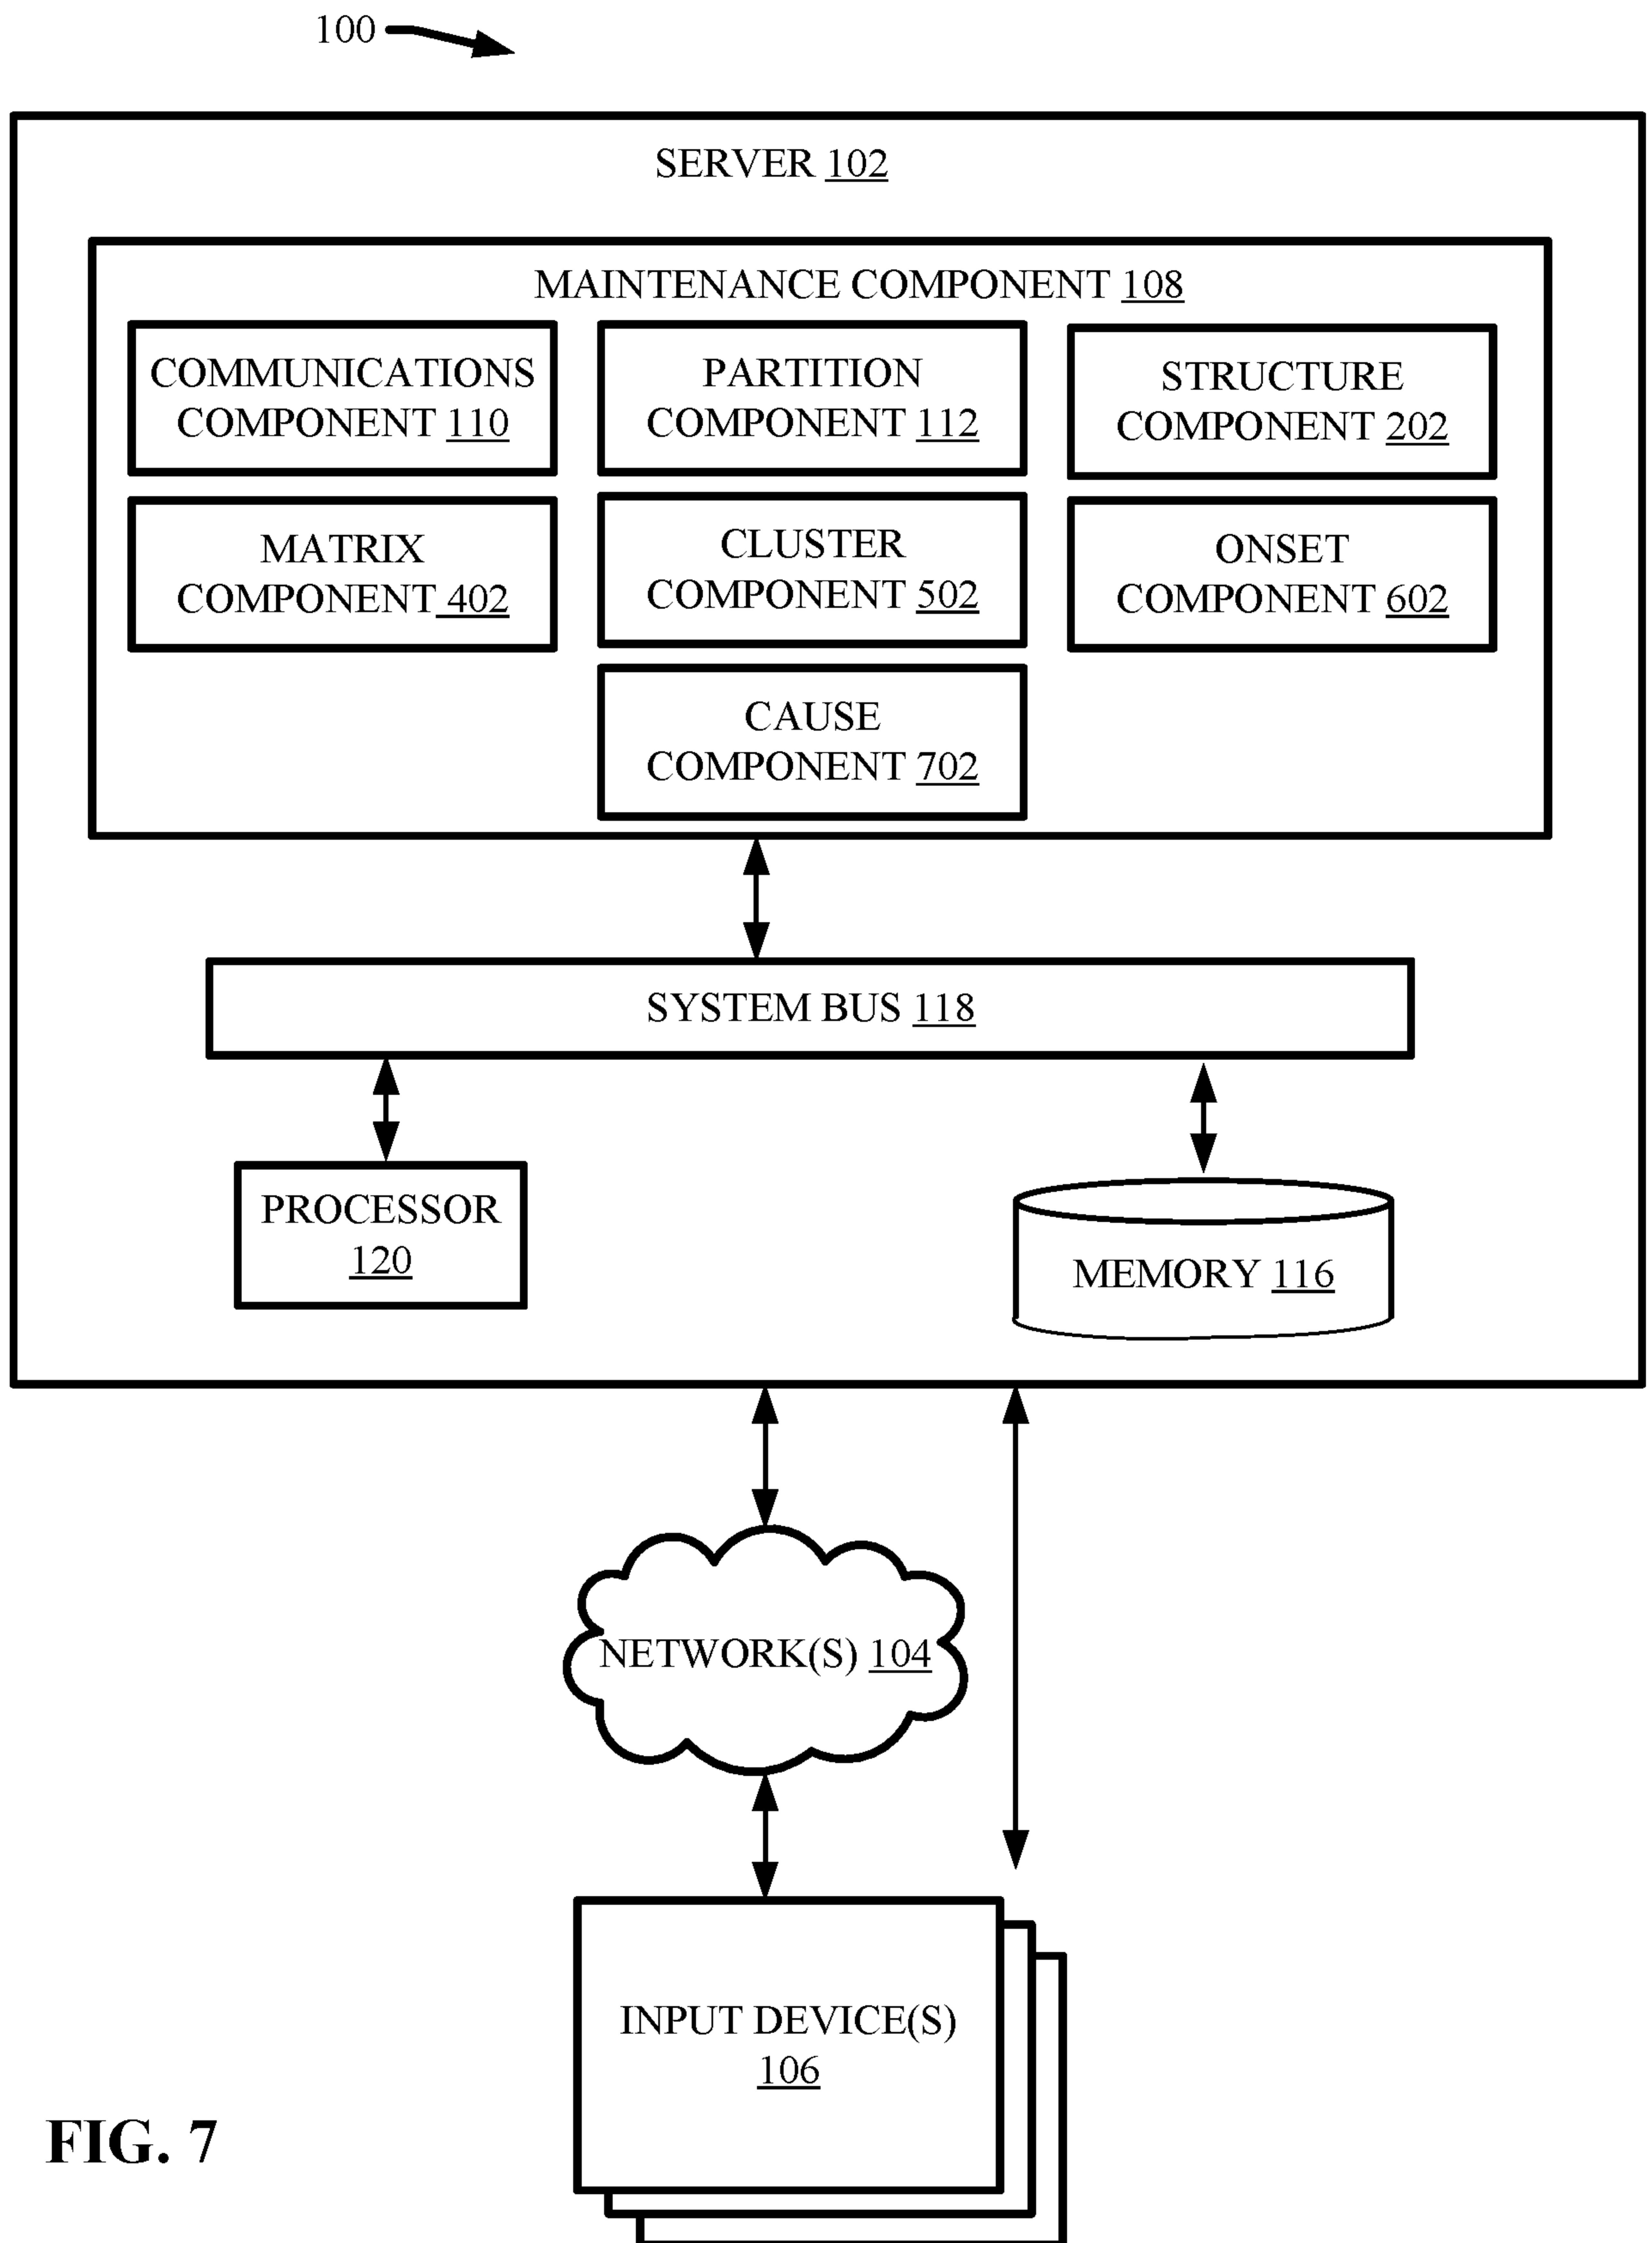 100
SERVER 102
MAINTENANCE COMPONENT 108
COMMUNICATIONS
COMPONENT 110
PARTITION
COMPONENT 112
STRUCTURE
COMPONENT 202
MATRIX
COMPONENT 402
CLUSTER
COMPONENT 502
ONSET
COMPONENT 602
CAUSE
COMPONENT 702
SYSTEM BUS 118
PROCESSOR
120
MEMORY 116
NETWORK(S) 104
INPUT DEVICE(S)
106
FIG. 7